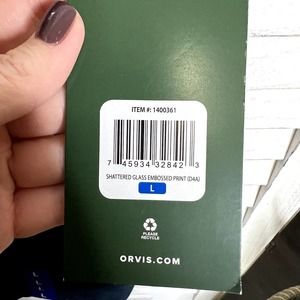 ITEM #: 1400361
7 45934 32842 3
SHATTERED GLASS EMBOSSED PRINT (D4A)
L
PLEASE
RECYCLE
ORVIS.COM